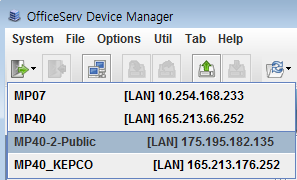 OfficeServ Device Manager
System File Options Util Tab Help
MP07 [LAN] 10.254.168.233
MP40 [LAN] 165.213.66.252
MP40-2-Public [LAN] 175.195.182.135
MP40_KEPCO [LAN] 165.213.176.252